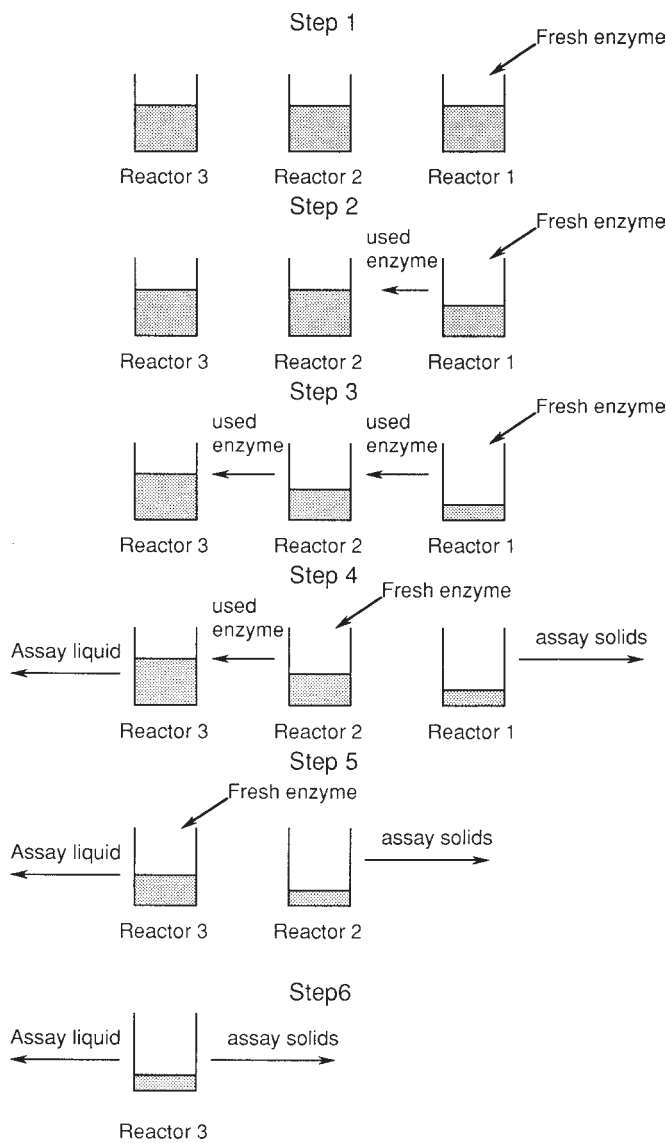 Step 1
Fresh enzyme
Reactor 3 Reactor 2 Reactor 1
Step 2
Fresh enzyme
used
enzyme
Reactor 3 Reactor 2 Reactor 1
Step 3
Fresh enzyme
used used
enzyme enzyme
Reactor 3 Reactor 2 Reactor 1
Step 4
Fresh enzyme
used
enzyme
Assay liquid assay solids
Reactor 3 Reactor 2 Reactor 1
Step 5
Fresh enzyme
Assay liquid assay solids
Reactor 3 Reactor 2
Step6
Assay liquid assay solids
Reactor 3